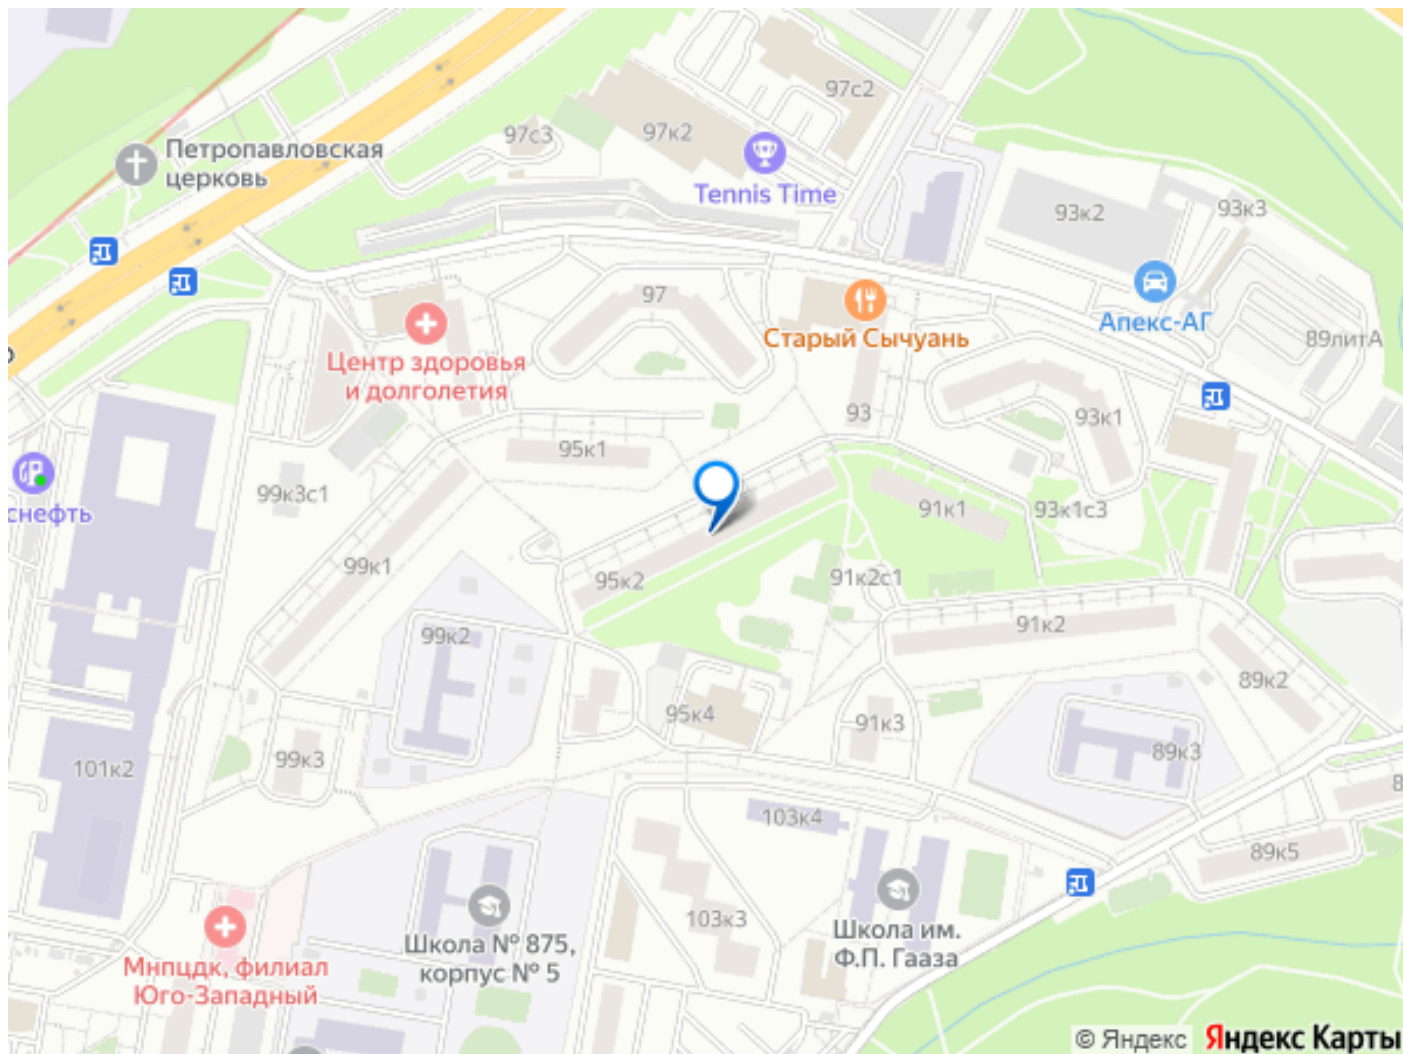 97с2
97с3
97к2
Петропавловская
церковь
Tennis Time
93к2
93к3
97
Апекс-АГ
Старый Сычуань
89литА
Центр здоровья
и долголетия
93
93к1
95к1
99к3с1
снефть
91к1
93к1с3
99к1
95к2
91к2с1
99к2
91к2
89к2
95к4
91к3
89к3
99к3
101к2
8
103к4
89к5
103к3
Школа им.
Ф.П. Гааза
Школа № 875,
корпус № 5
Мнпцдк, филиал
Юго-Западный
© Яндекс Яндекс Карты